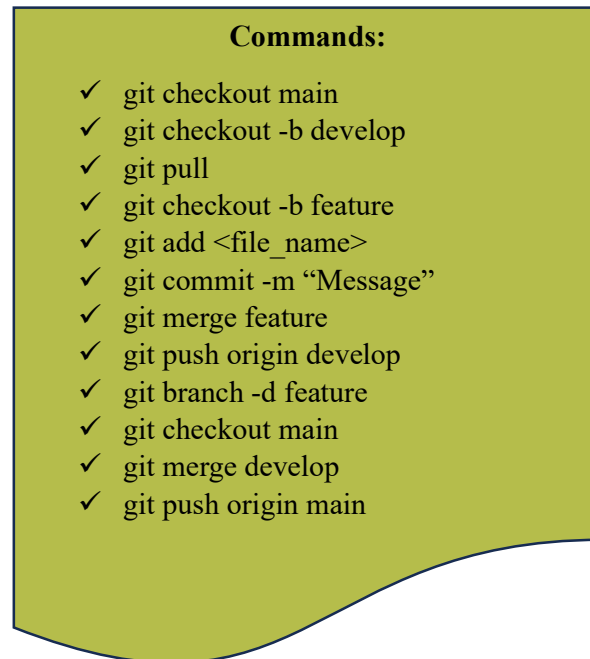 Commands:
✓ git checkout main
✓ git checkout -b develop
✓ git pull
✓ git checkout -b feature
✓ git add <file_name>
✓ git commit -m “Message”
✓ git merge feature
✓ git push origin develop
✓ git branch -d feature
✓ git checkout main
✓ git merge develop
✓ git push origin main